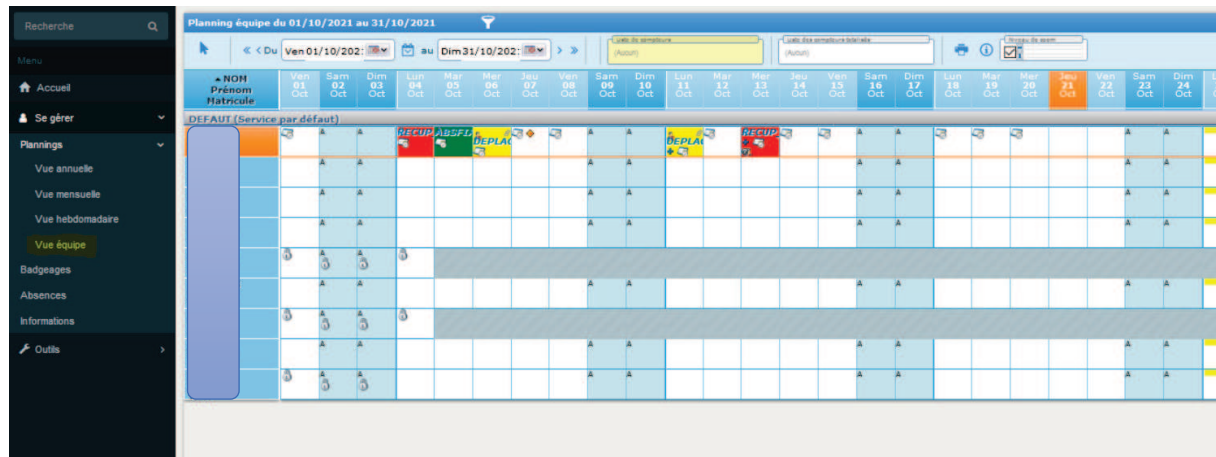 Recherche
Menu
Accueil
Se gérer
Plannings
Vue annuelle
Vue mensuelle
Vue hebdomadaire
Vue équipe
Badgeages
Absences
Informations
Outils
Planning équipe du 01/10/2021 au 31/10/2021
« < Du Ven 01/10/202: au Dim 31/10/202: > »
(Aucun) (Aucun)
NOM Prénom Matricule
Ven 01 Oct
Sam 02 Oct
Dim 03 Oct
Lun 04 Oct
Mar 05 Oct
Mer 06 Oct
Jeu 07 Oct
Ven 08 Oct
Sam 09 Oct
Dim 10 Oct
Lun 11 Oct
Mar 12 Oct
Mer 13 Oct
Jeu 14 Oct
Ven 15 Oct
Sam 16 Oct
Dim 17 Oct
Lun 18 Oct
Mar 19 Oct
Mer 20 Oct
Jeu 21 Oct
Ven 22 Oct
Sam 23 Oct
Dim 24 Oct
DEFAUT (Service par défaut)
A A RECUP ABSFL DEPLA A A DEPLA RECUP A A A A
A A A A A A A A
A A A A A A A A
A A A A A A A A
A A
A A A A A A A A
A A
A A A A A A A A
A A A A A A A A